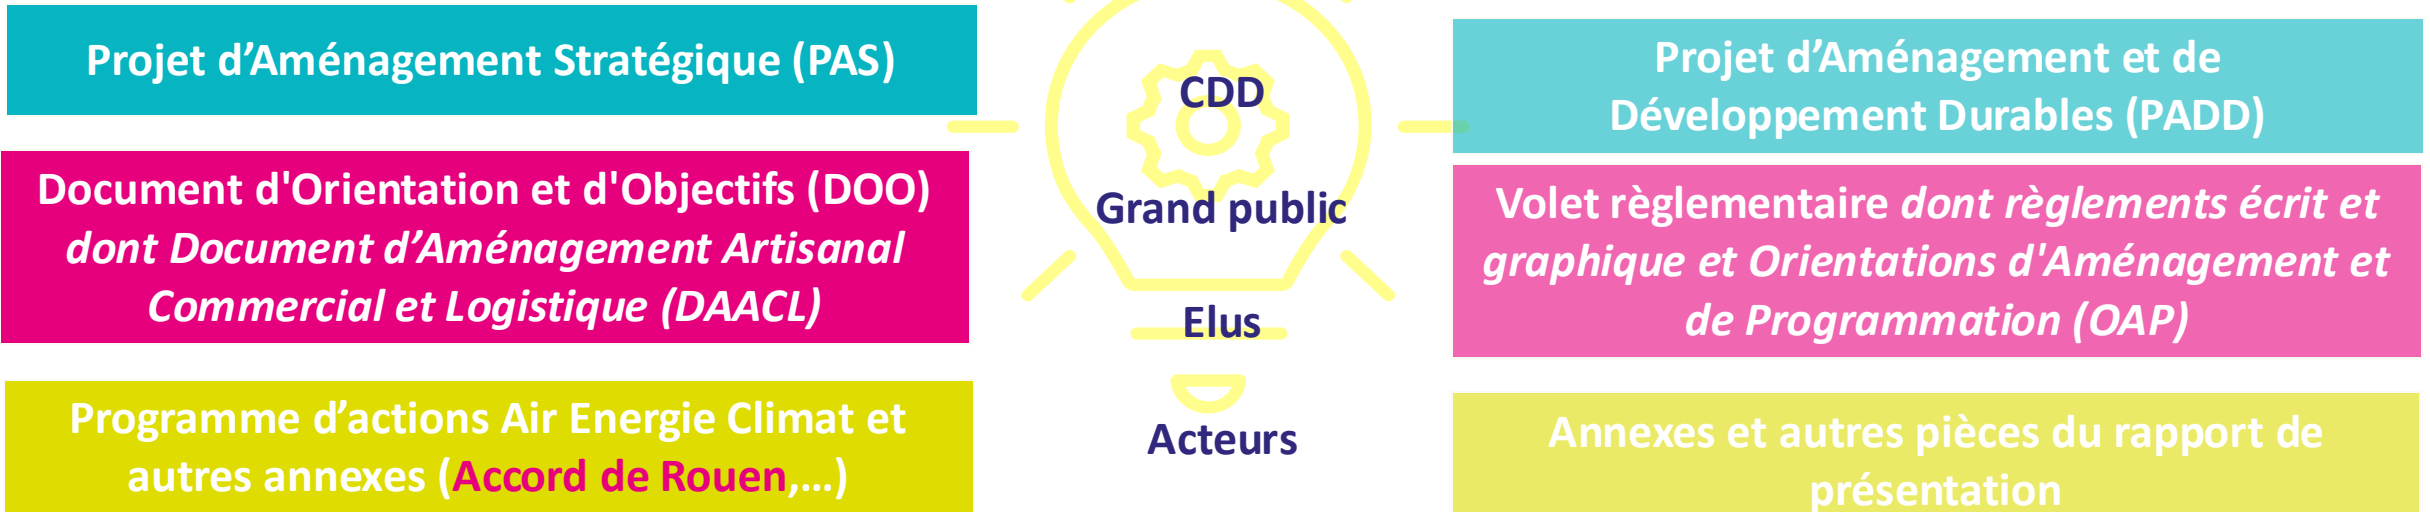 Projet d’Aménagement Stratégique (PAS)
Document d'Orientation et d'Objectifs (DOO)
dont Document d’Aménagement Artisanal
Commercial et Logistique (DAACL)
Programme d’actions Air Energie Climat et
autres annexes (Accord de Rouen,...)
CDD
Grand public
Elus
Acteurs
Projet d’Aménagement et de
Développement Durables (PADD)
Volet règlementaire dont règlements écrit et
graphique et Orientations d'Aménagement et
de Programmation (OAP)
Annexes et autres pièces du rapport de
présentation